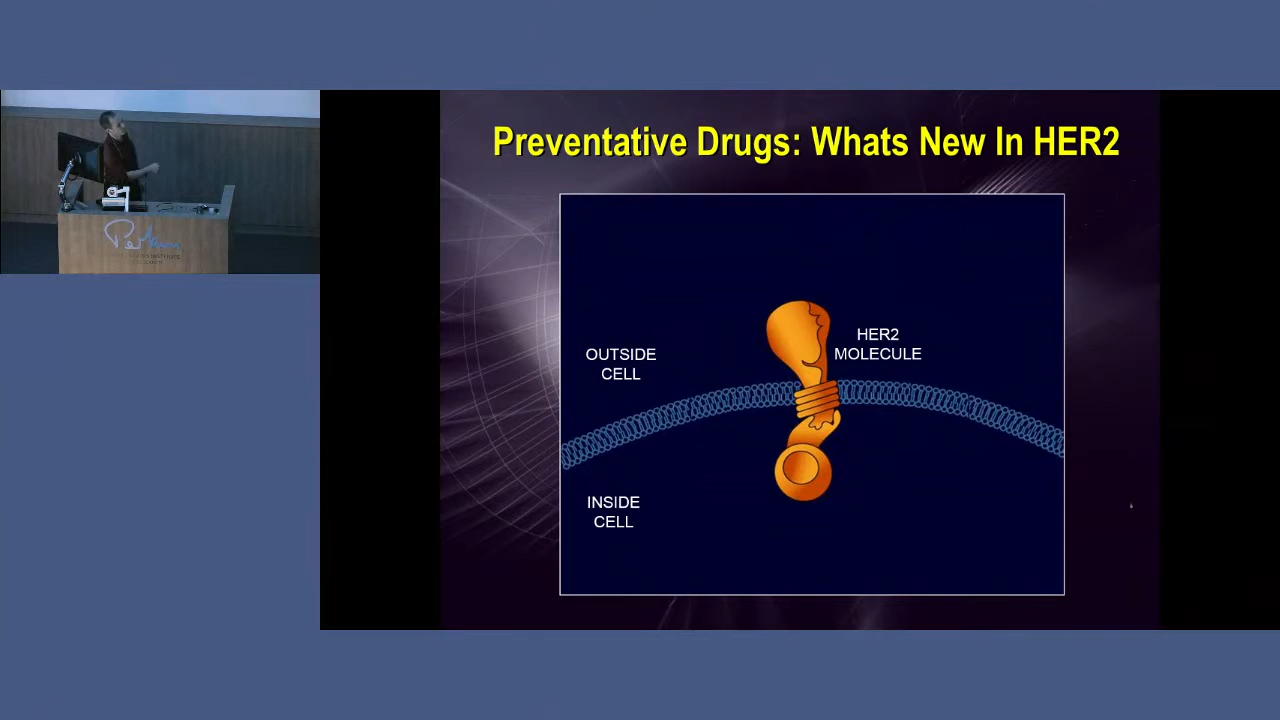 Preventative Drugs: Whats New In HER2
OUTSIDE
CELL
HER2
MOLECULE
INSIDE
CELL